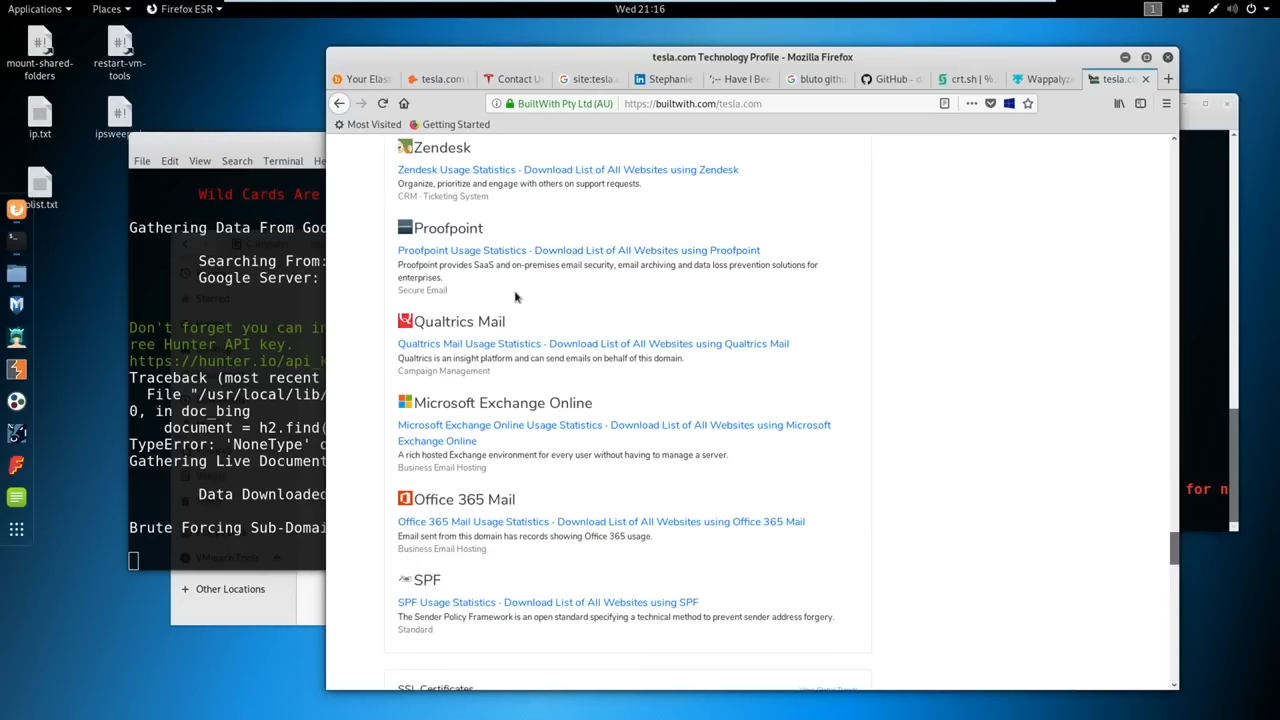 Applications
Places
Firefox ESR
Wed 21:16
1
mount-shared-folders
restart-vm-tools
ip.txt
ipsweep
olist.txt
tesla.com Technology Profile - Mozilla Firefox
Your Elas
tesla.com
Contact U
site:tesla.
Stephanie
Have I Bee
bluto gith
GitHub - d
crt.sh | %.
Wappalyze
tesla.co
BuiltWith Pty Ltd (AU)
https://builtwith.com/tesla.com
Most Visited
Getting Started
File Edit View Search Terminal He
Wild Cards Are
Gathering Data From Goo
Searching From:
Google Server:
Don't forget you can in
ree Hunter API key.
https://hunter.io/api_k
Traceback (most recent
File "/usr/local/lib/
0, in doc_bing
document = h2.find(
TypeError: 'NoneType' o
Gathering Live Document
Data Downloaded
Brute Forcing Sub-Domai
Starred
Other Locations
for n
Zendesk
Zendesk Usage Statistics · Download List of All Websites using Zendesk
Organize, prioritize and engage with others on support requests.
CRM · Ticketing System
Proofpoint
Proofpoint Usage Statistics · Download List of All Websites using Proofpoint
Proofpoint provides SaaS and on-premises email security, email archiving and data loss prevention solutions for
enterprises.
Secure Email
Qualtrics Mail
Qualtrics Mail Usage Statistics · Download List of All Websites using Qualtrics Mail
Qualtrics is an insight platform and can send emails on behalf of this domain.
Campaign Management
Microsoft Exchange Online
Microsoft Exchange Online Usage Statistics · Download List of All Websites using Microsoft
Exchange Online
A rich hosted Exchange environment for every user without having to manage a server.
Business Email Hosting
Office 365 Mail
Office 365 Mail Usage Statistics · Download List of All Websites using Office 365 Mail
Email sent from this domain has records showing Office 365 usage.
Business Email Hosting
SPF
SPF Usage Statistics · Download List of All Websites using SPF
The Sender Policy Framework is an open standard specifying a technical method to prevent sender address forgery.
Standard
SSL Certificates